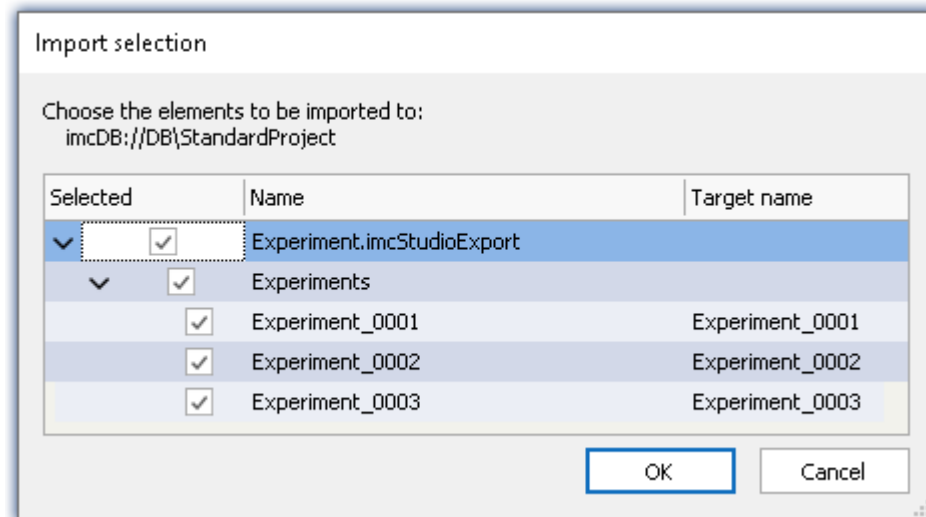 Import selection
Choose the elements to be imported to:
imcDB://DB\StandardProject
Selected Name Target name
Experiment.imcStudioExport
Experiments
Experiment_0001 Experiment_0001
Experiment_0002 Experiment_0002
Experiment_0003 Experiment_0003
OK Cancel